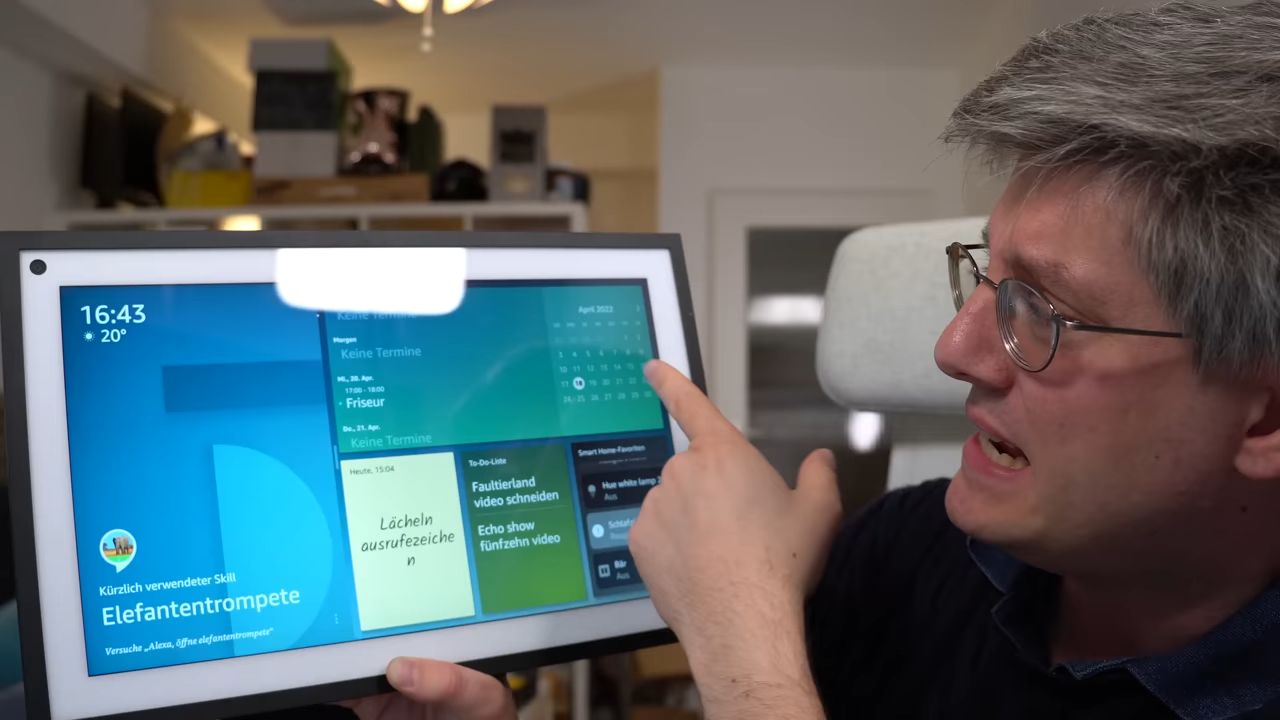 16:43
20°
Kürzlich verwendeter Skill
Elefantentrompete
Versuche „Alexa, öffne elefantentrompete"
Keine Termine
Morgen
Keine Termine
Mi., 20. Apr.
17:00 - 18:00
Friseur
Do., 21. Apr.
Keine Termine
April 2022
3 4 5 6 7 8
10 11 12 13 14 15
17 18 19 20 21 22
24 25 26 27 28 29 30
Heute, 15:04
Lächeln
ausrufezeiche
n
To-Do-Liste
Faultierland
video schneiden
Echo show
fünfzehn video
Smart Home-Favoriten
Hue white lamp 2
Aus
Schlafz
Bär
Aus